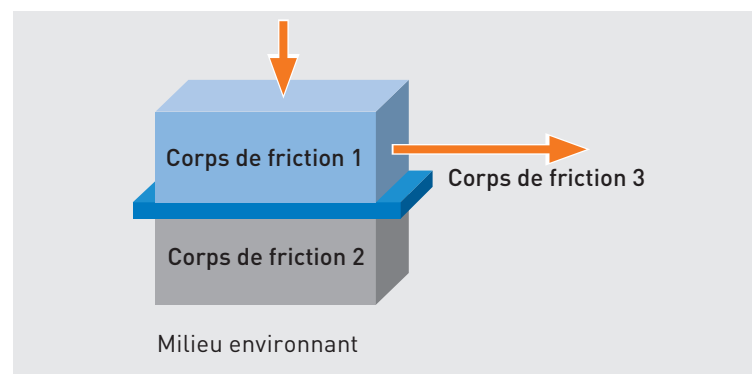 Corps de friction 1
Corps de friction 3
Corps de friction 2
Milieu environnant